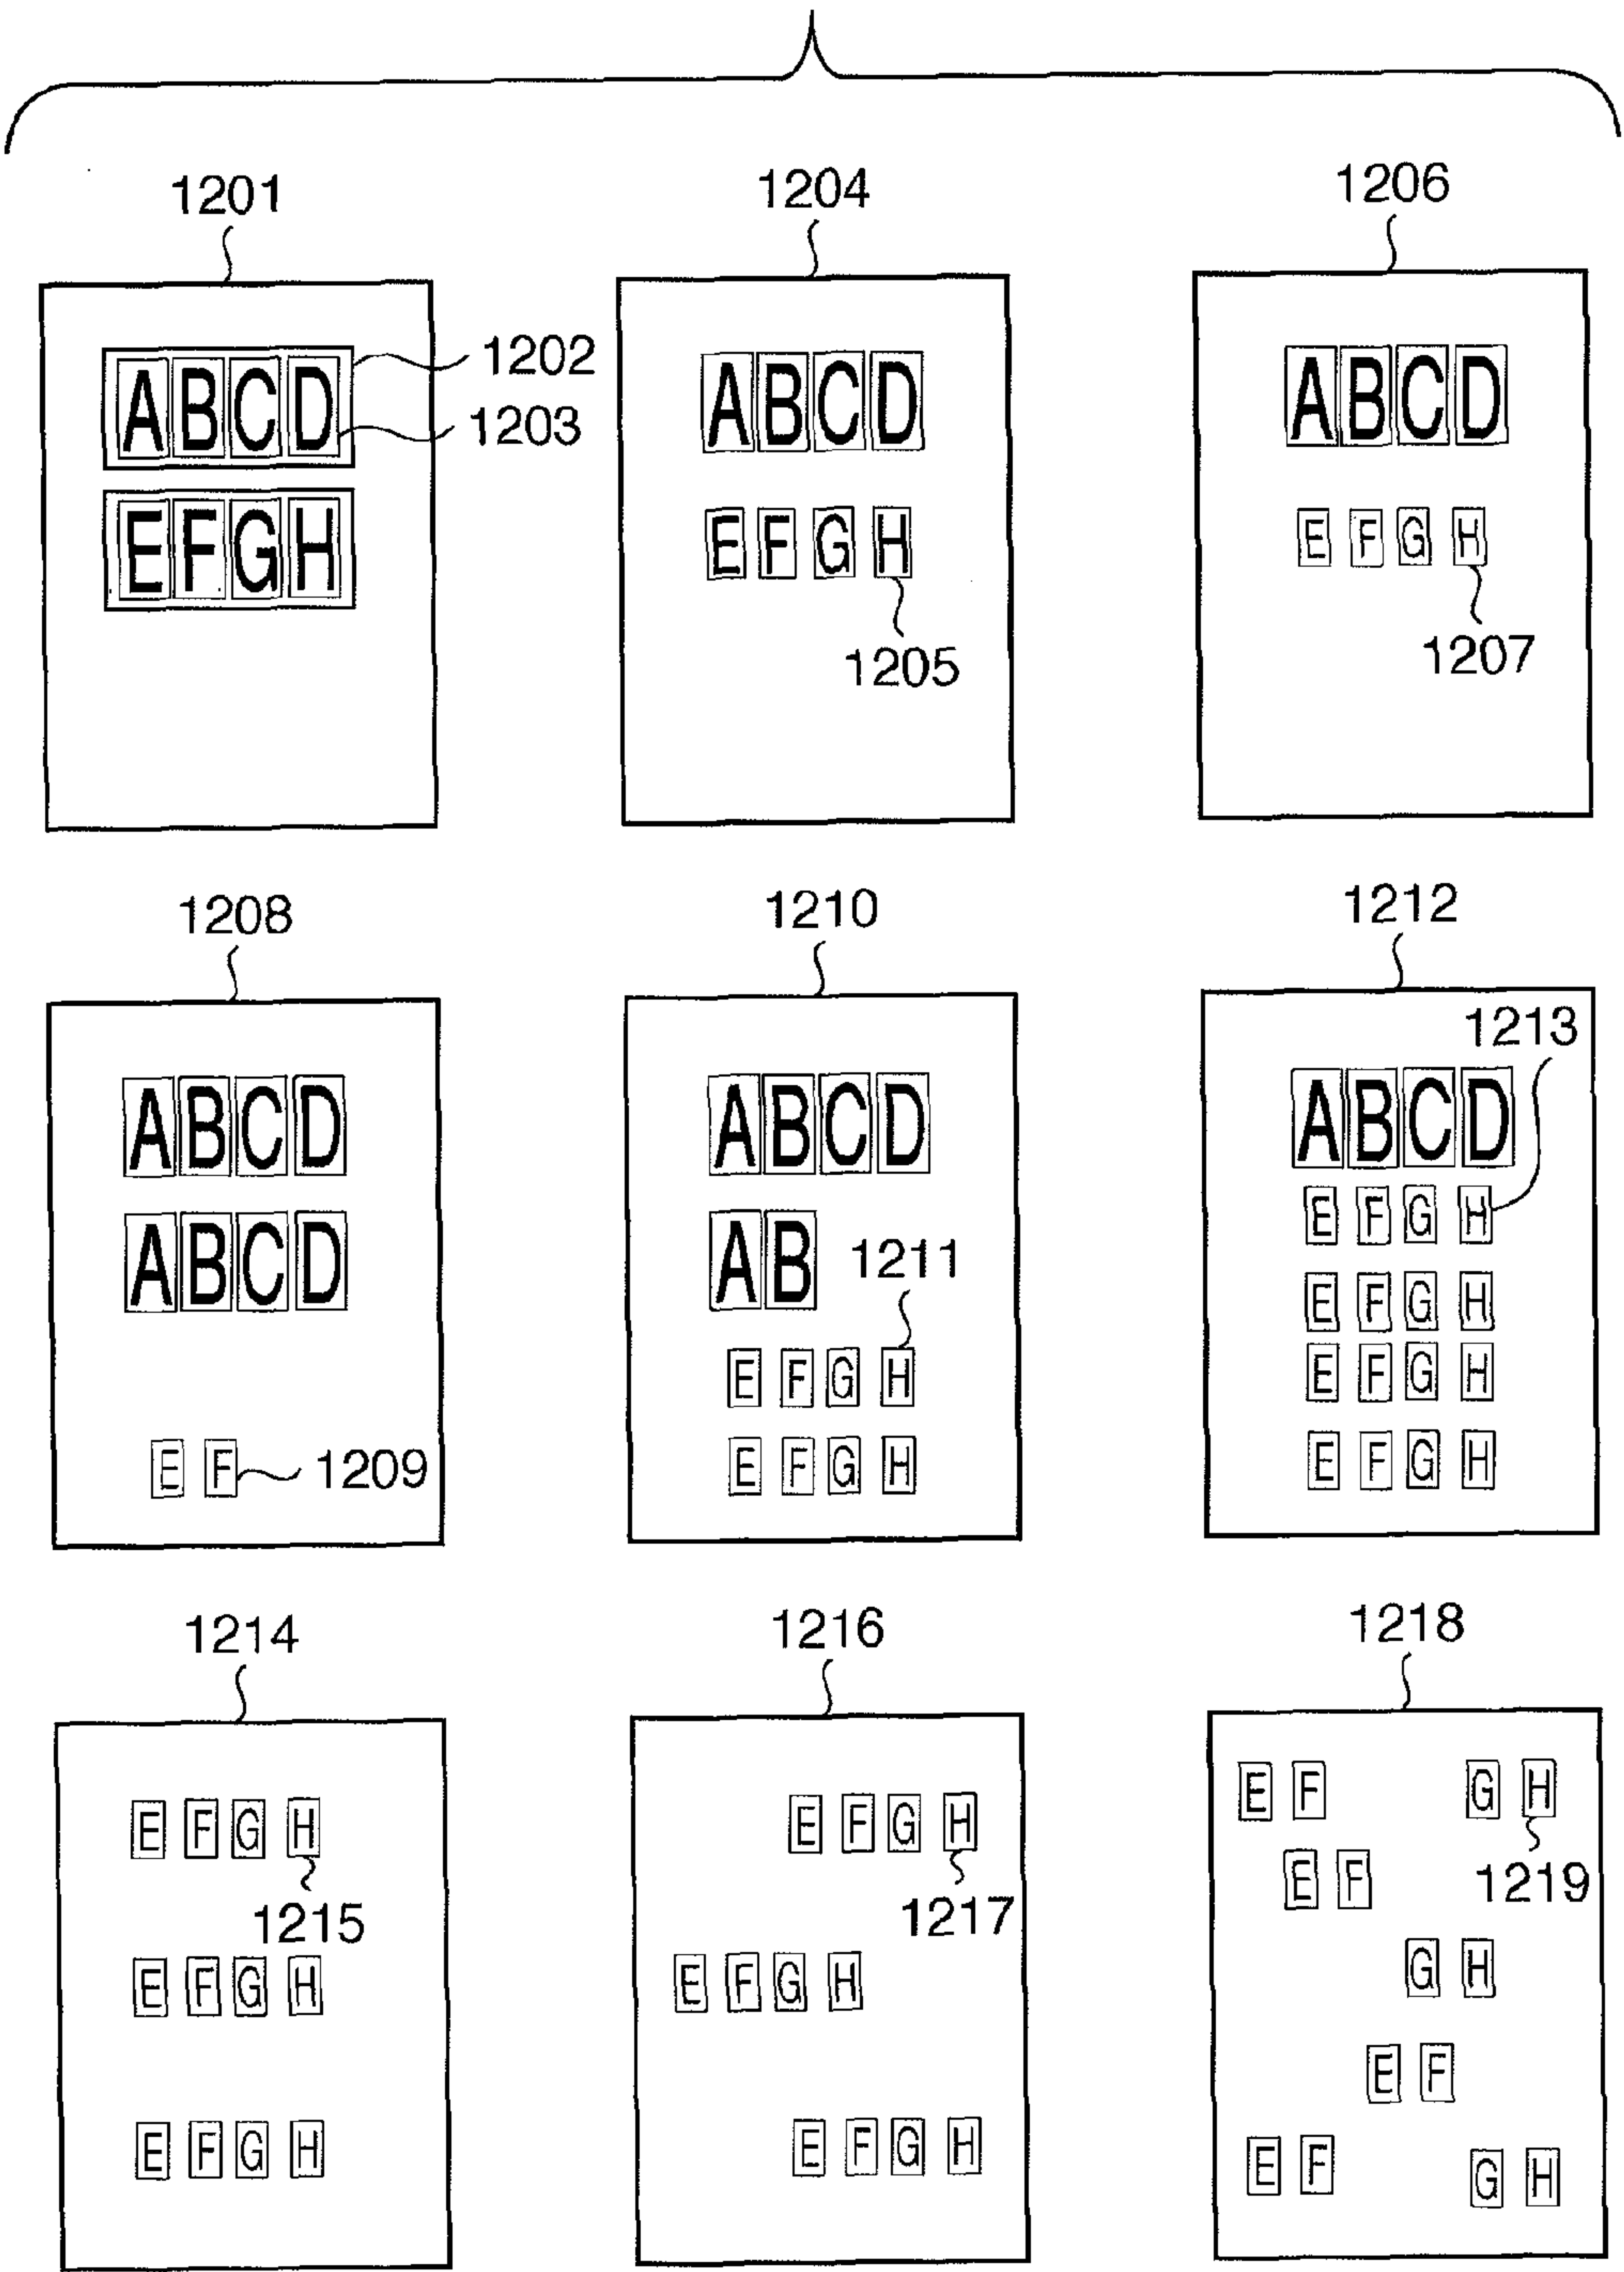 1201 1204 1206
ABCD 1202
1203
EFGH
ABCD
EFGH
1205
ABCD
EFGH
1207
1208 1210 1212
ABCD
ABCD
EF 1209
ABCD
AB 1211
EFGH
EFGH
1213
ABCD
EFGH
EFGH
EFGH
EFGH
1214 1216 1218
EFGH
1215
EFGH
EFGH
EFGH
1217
EFGH
EFGH
EF GH
EF 1219
GH
EF
EF GH